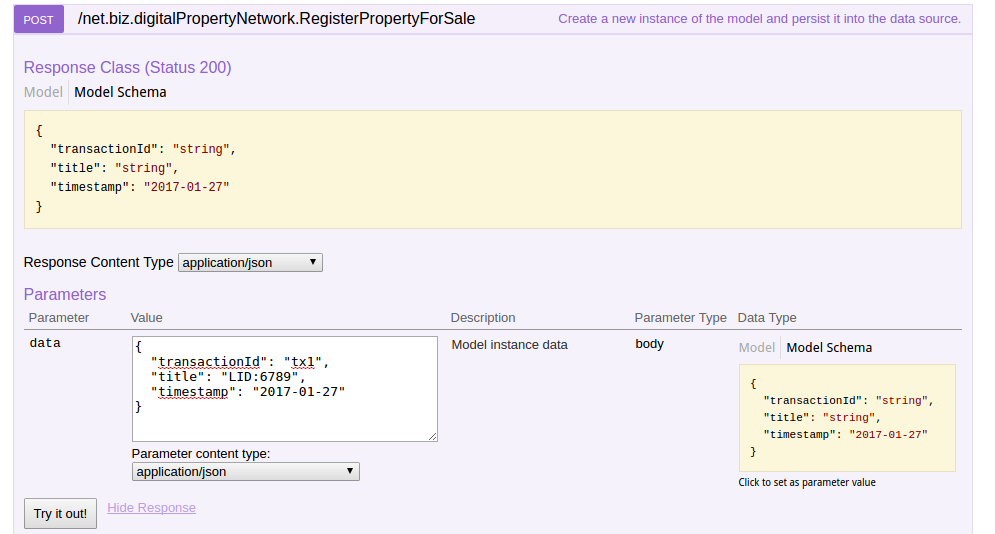 POST /net.biz.digitalPropertyNetwork.RegisterPropertyForSale Create a new instance of the model and persist it into the data source.
Response Class (Status 200)
Model Model Schema
{
"transactionId": "string",
"title": "string",
"timestamp": "2017-01-27"
}
Response Content Type application/json
Parameters
Parameter Value Description Parameter Type Data Type
data
{
"transactionId": "tx1",
"title": "LID:6789",
"timestamp": "2017-01-27"
}
Parameter content type:
application/json
Model instance data
body
Model Model Schema
{
"transactionId": "string",
"title": "string",
"timestamp": "2017-01-27"
}
Click to set as parameter value
Try it out! Hide Response